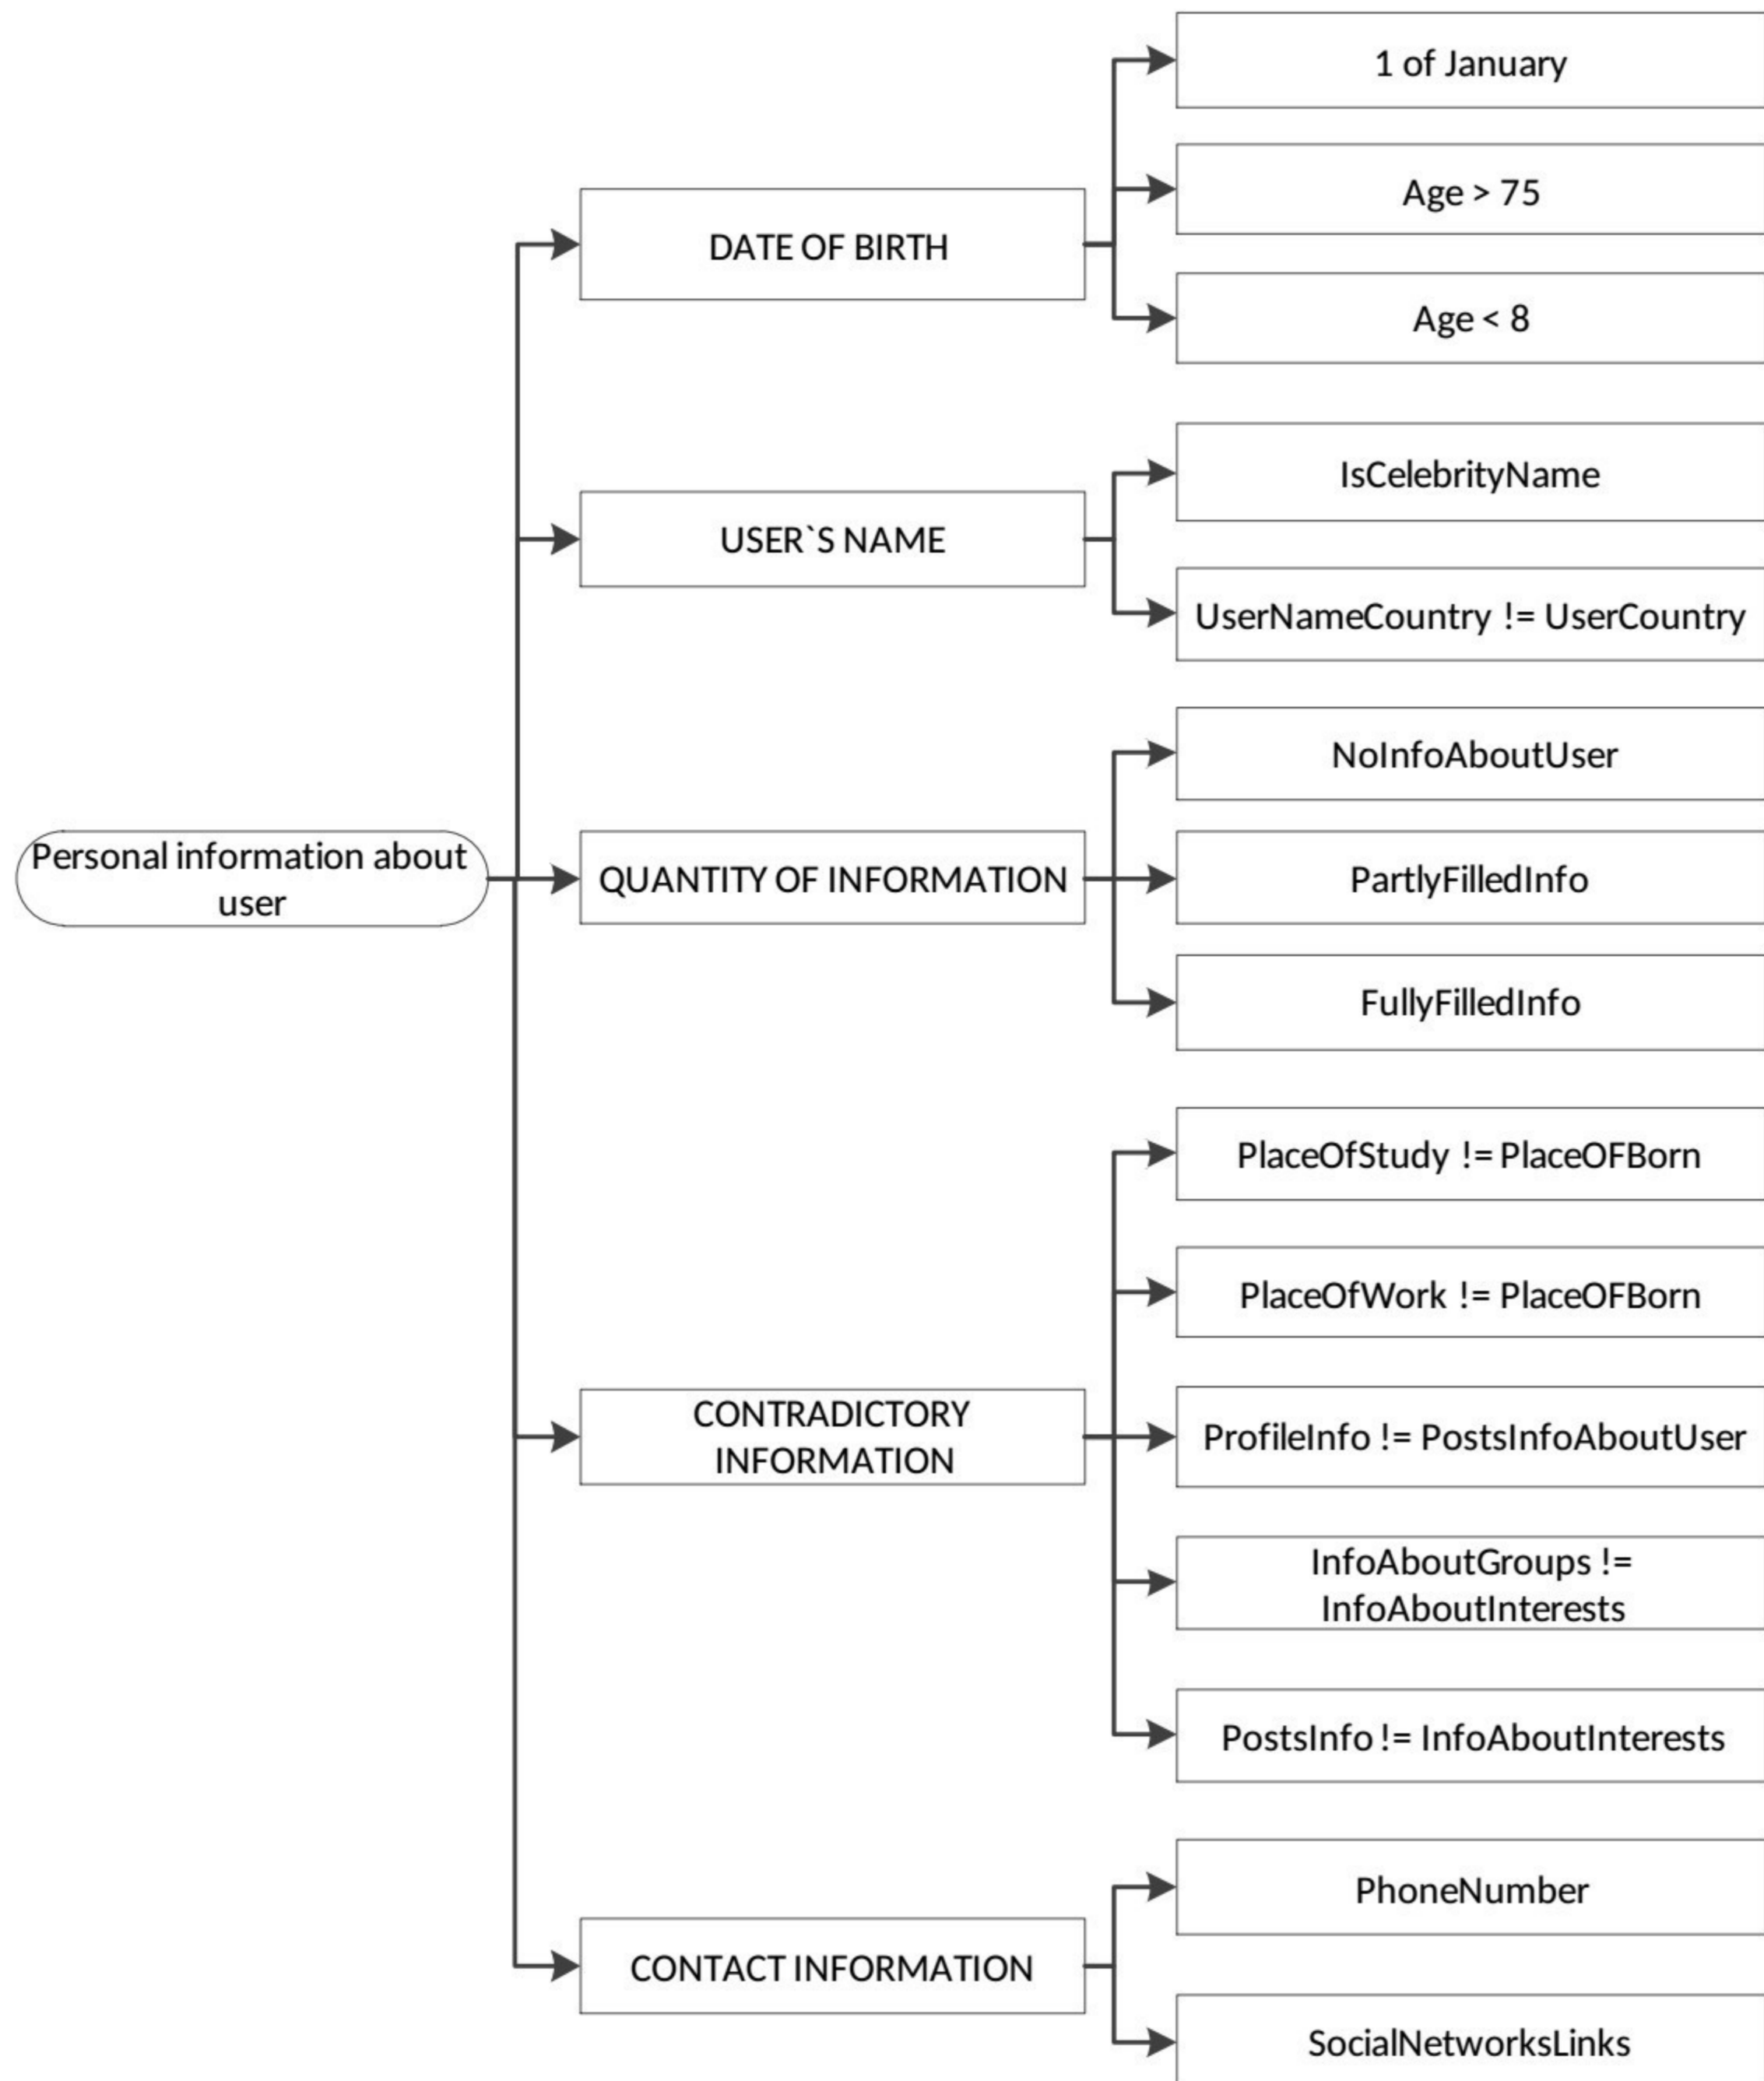 1 of January
Age > 75
DATE OF BIRTH
Age < 8
IsCelebrityName
USER`S NAME
UserNameCountry != UserCountry
NoInfoAboutUser
Personal information about
user
QUANTITY OF INFORMATION
PartlyFilledInfo
FullyFilledInfo
PlaceOfStudy != PlaceOFBorn
PlaceOfWork != PlaceOFBorn
CONTRADICTORY
INFORMATION
ProfileInfo != PostsInfoAboutUser
InfoAboutGroups !=
InfoAboutInterests
PostsInfo != InfoAboutInterests
PhoneNumber
CONTACT INFORMATION
SocialNetworksLinks